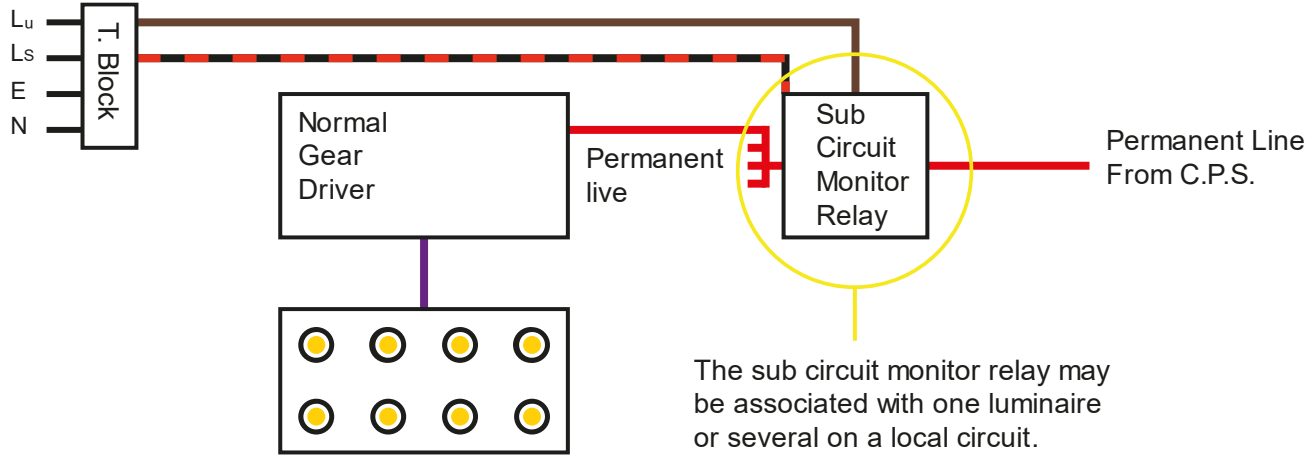 Lu
Ls
E
N
T. Block
Normal
Gear
Driver
Permanent
live
Sub
Circuit
Monitor
Relay
Permanent Line
From C.P.S.
The sub circuit monitor relay may
be associated with one luminaire
or several on a local circuit.